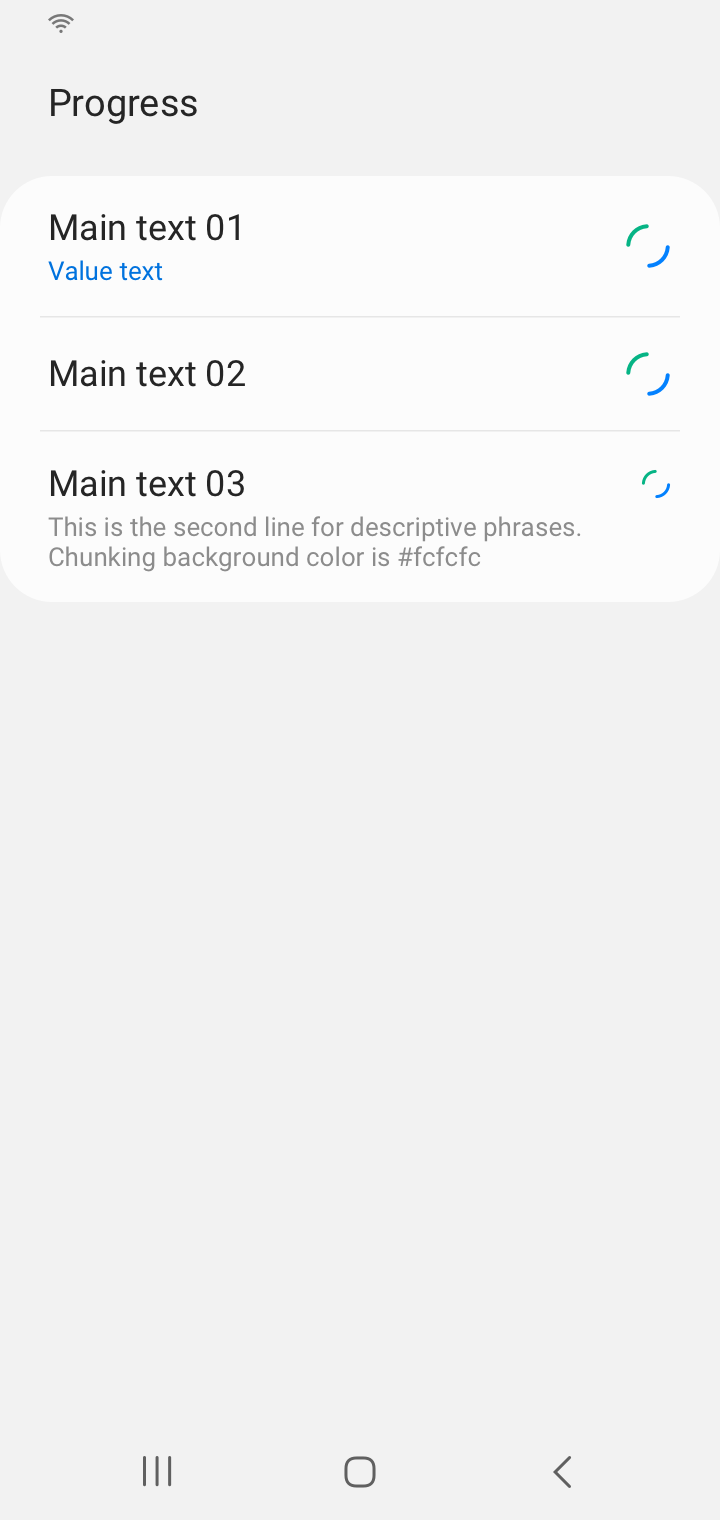 Progress
Main text 01
Value text
Main text 02
Main text 03
This is the second line for descriptive phrases.
Chunking background color is #fcfcfc